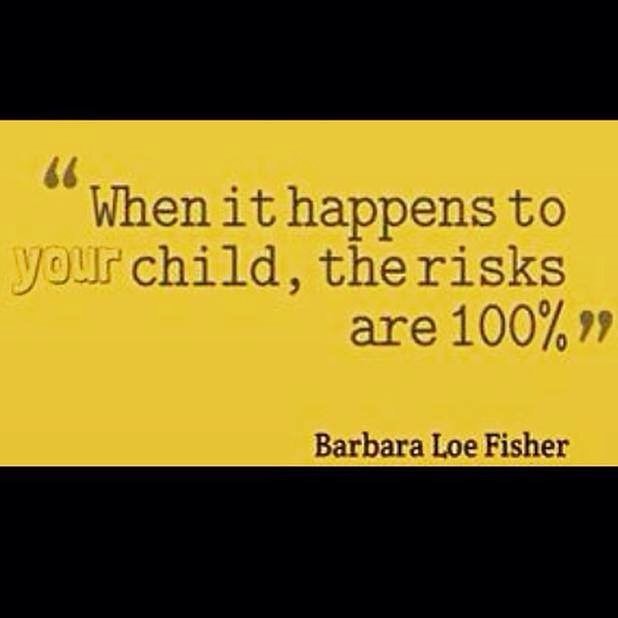 “When it happens to
your child, the risks
are 100%”
Barbara Loe Fisher